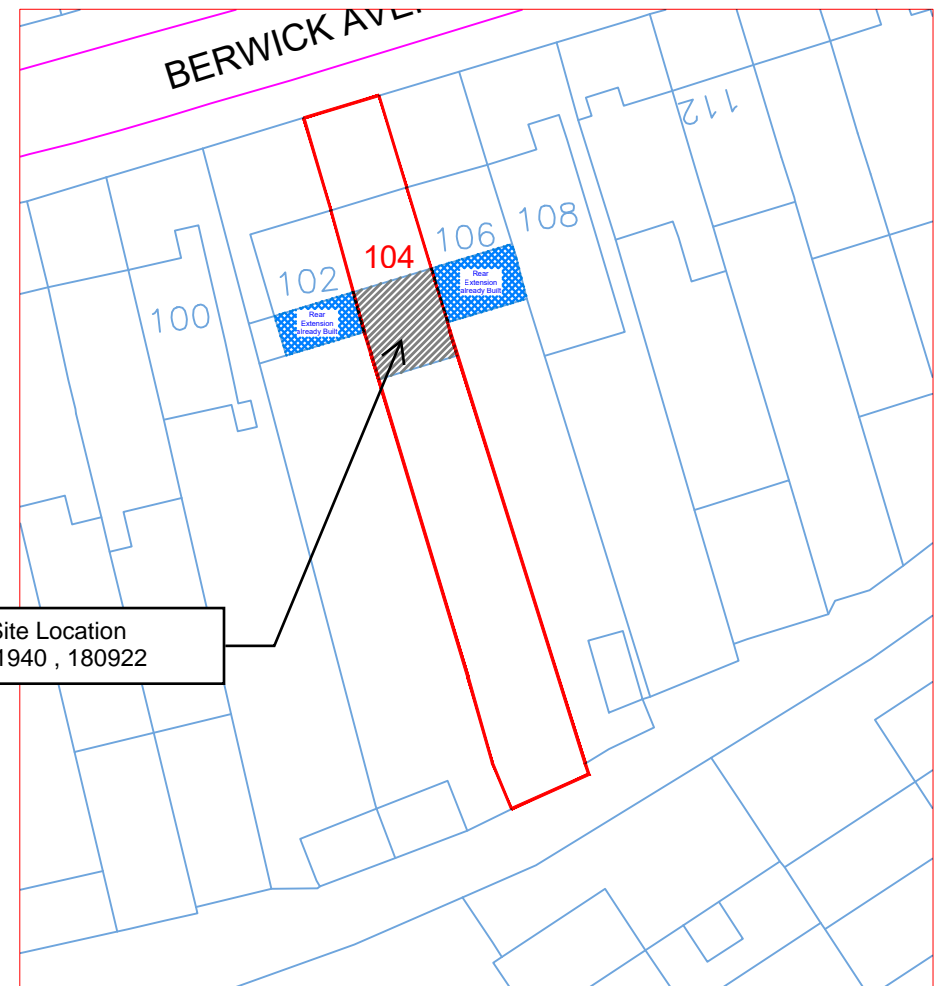 BERWICK AVE
112
108
106
104
102
100
Rear
Extension
already Built
Rear
Extension
already Built
Site Location
1940 , 180922